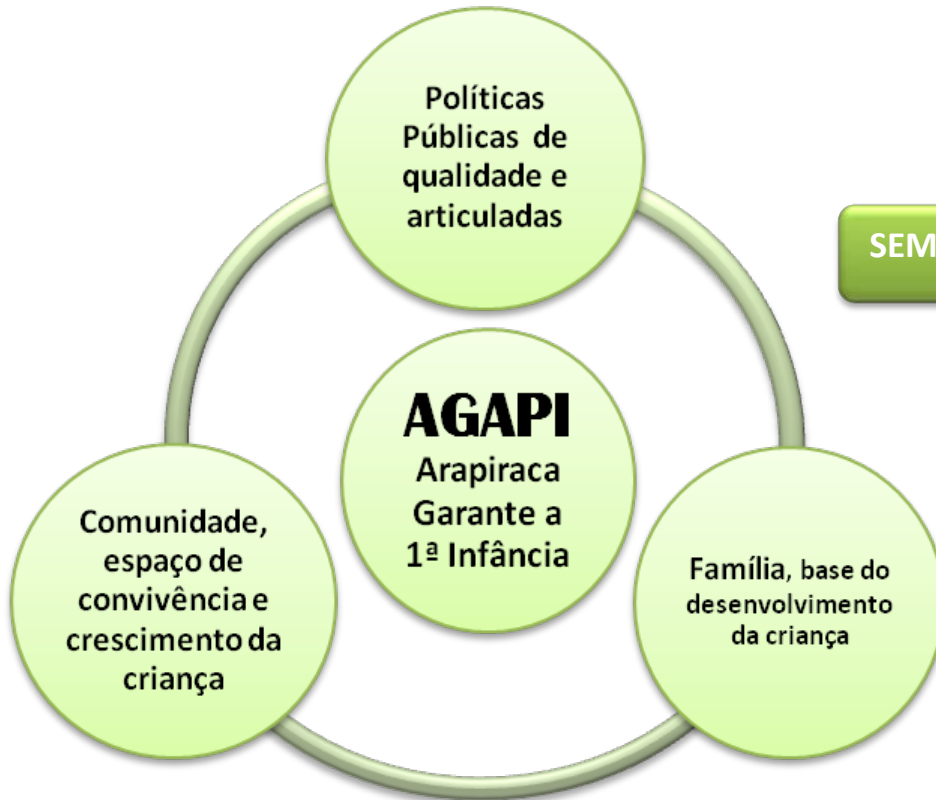 Políticas
Públicas de
qualidade e
articuladas
SEM
AGAPI
Arapiraca
Garante a
1ª Infância
Comunidade,
espaço de
convivência e
crescimento da
criança
Família, base do
desenvolvimento
da criança